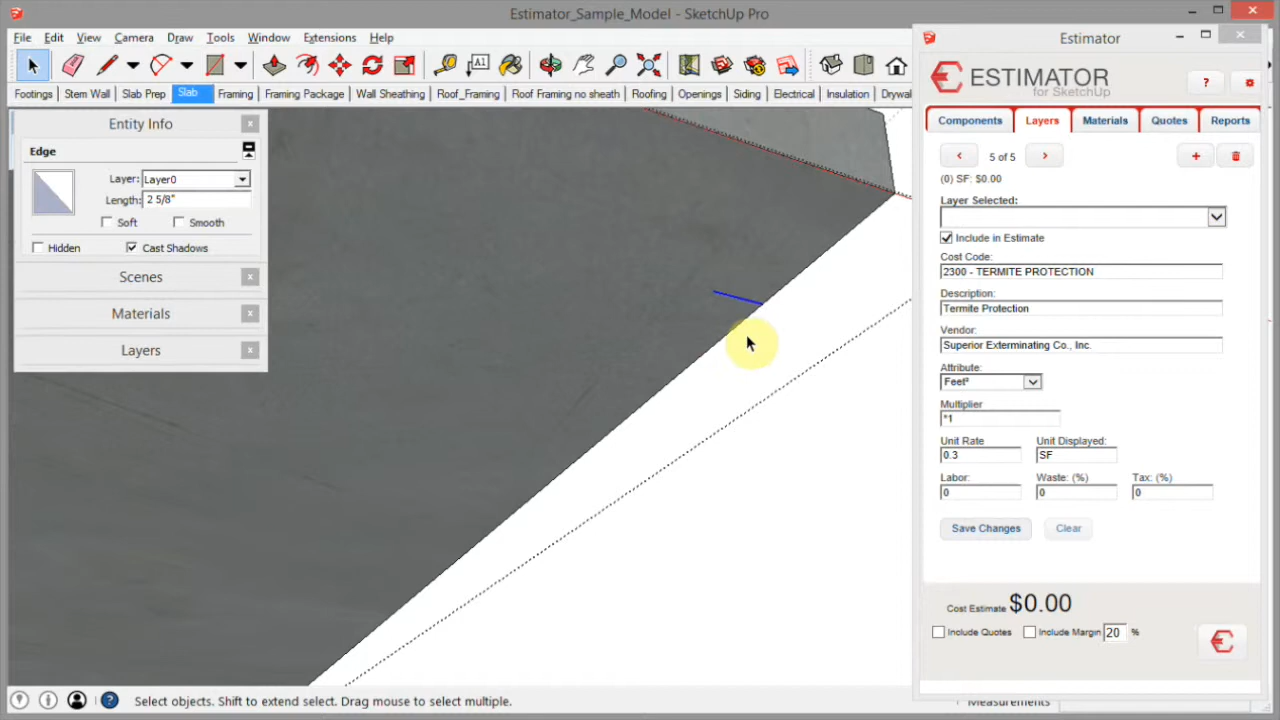 Estimator_Sample_Model - SketchUp Pro
File Edit View Camera Draw Tools Window Extensions Help
A1
Footings Stem Wall Slab Prep Slab Framing Framing Package Wall Sheathing Roof_Framing Roof Framing no sheath Roofing Openings Siding Electrical Insulation Drywal
Entity Info
Edge
Layer: Layer0
Length: 2 5/8"
Soft Smooth
Hidden Cast Shadows
Scenes
Materials
Layers
Select objects. Shift to extend select. Drag mouse to select multiple.
Measurements
Estimator
ESTIMATOR
for SketchUp
?
Components Layers Materials Quotes Reports
< 5 of 5 > +
(0) SF: $0.00
Layer Selected:
Include in Estimate
Cost Code:
2300 - TERMITE PROTECTION
Description:
Termite Protection
Vendor:
Superior Exterminating Co., Inc.
Attribute:
Feet²
Multiplier
*1
Unit Rate Unit Displayed:
0.3 SF
Labor: Waste: (%) Tax: (%)
0 0 0
Save Changes Clear
Cost Estimate $0.00
Include Quotes Include Margin 20 %